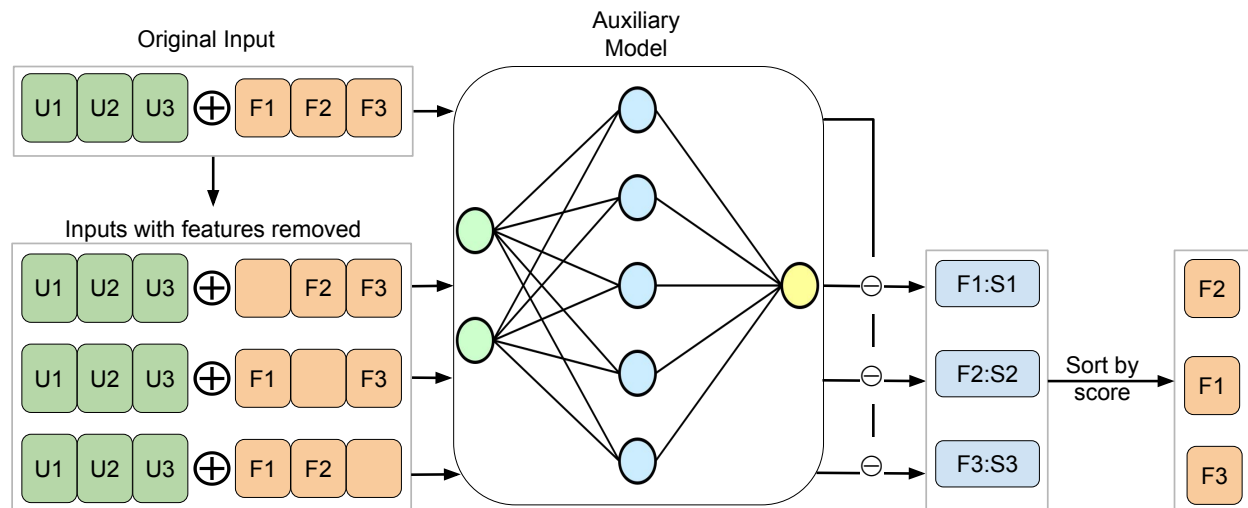 Original Input
Auxiliary
Model
U1 U2 U3 F1 F2 F3
Inputs with features removed
U1 U2 U3 F2 F3
U1 U2 U3 F1 F3
U1 U2 U3 F1 F2
F1:S1
F2:S2
F3:S3
Sort by
score
F2
F1
F3